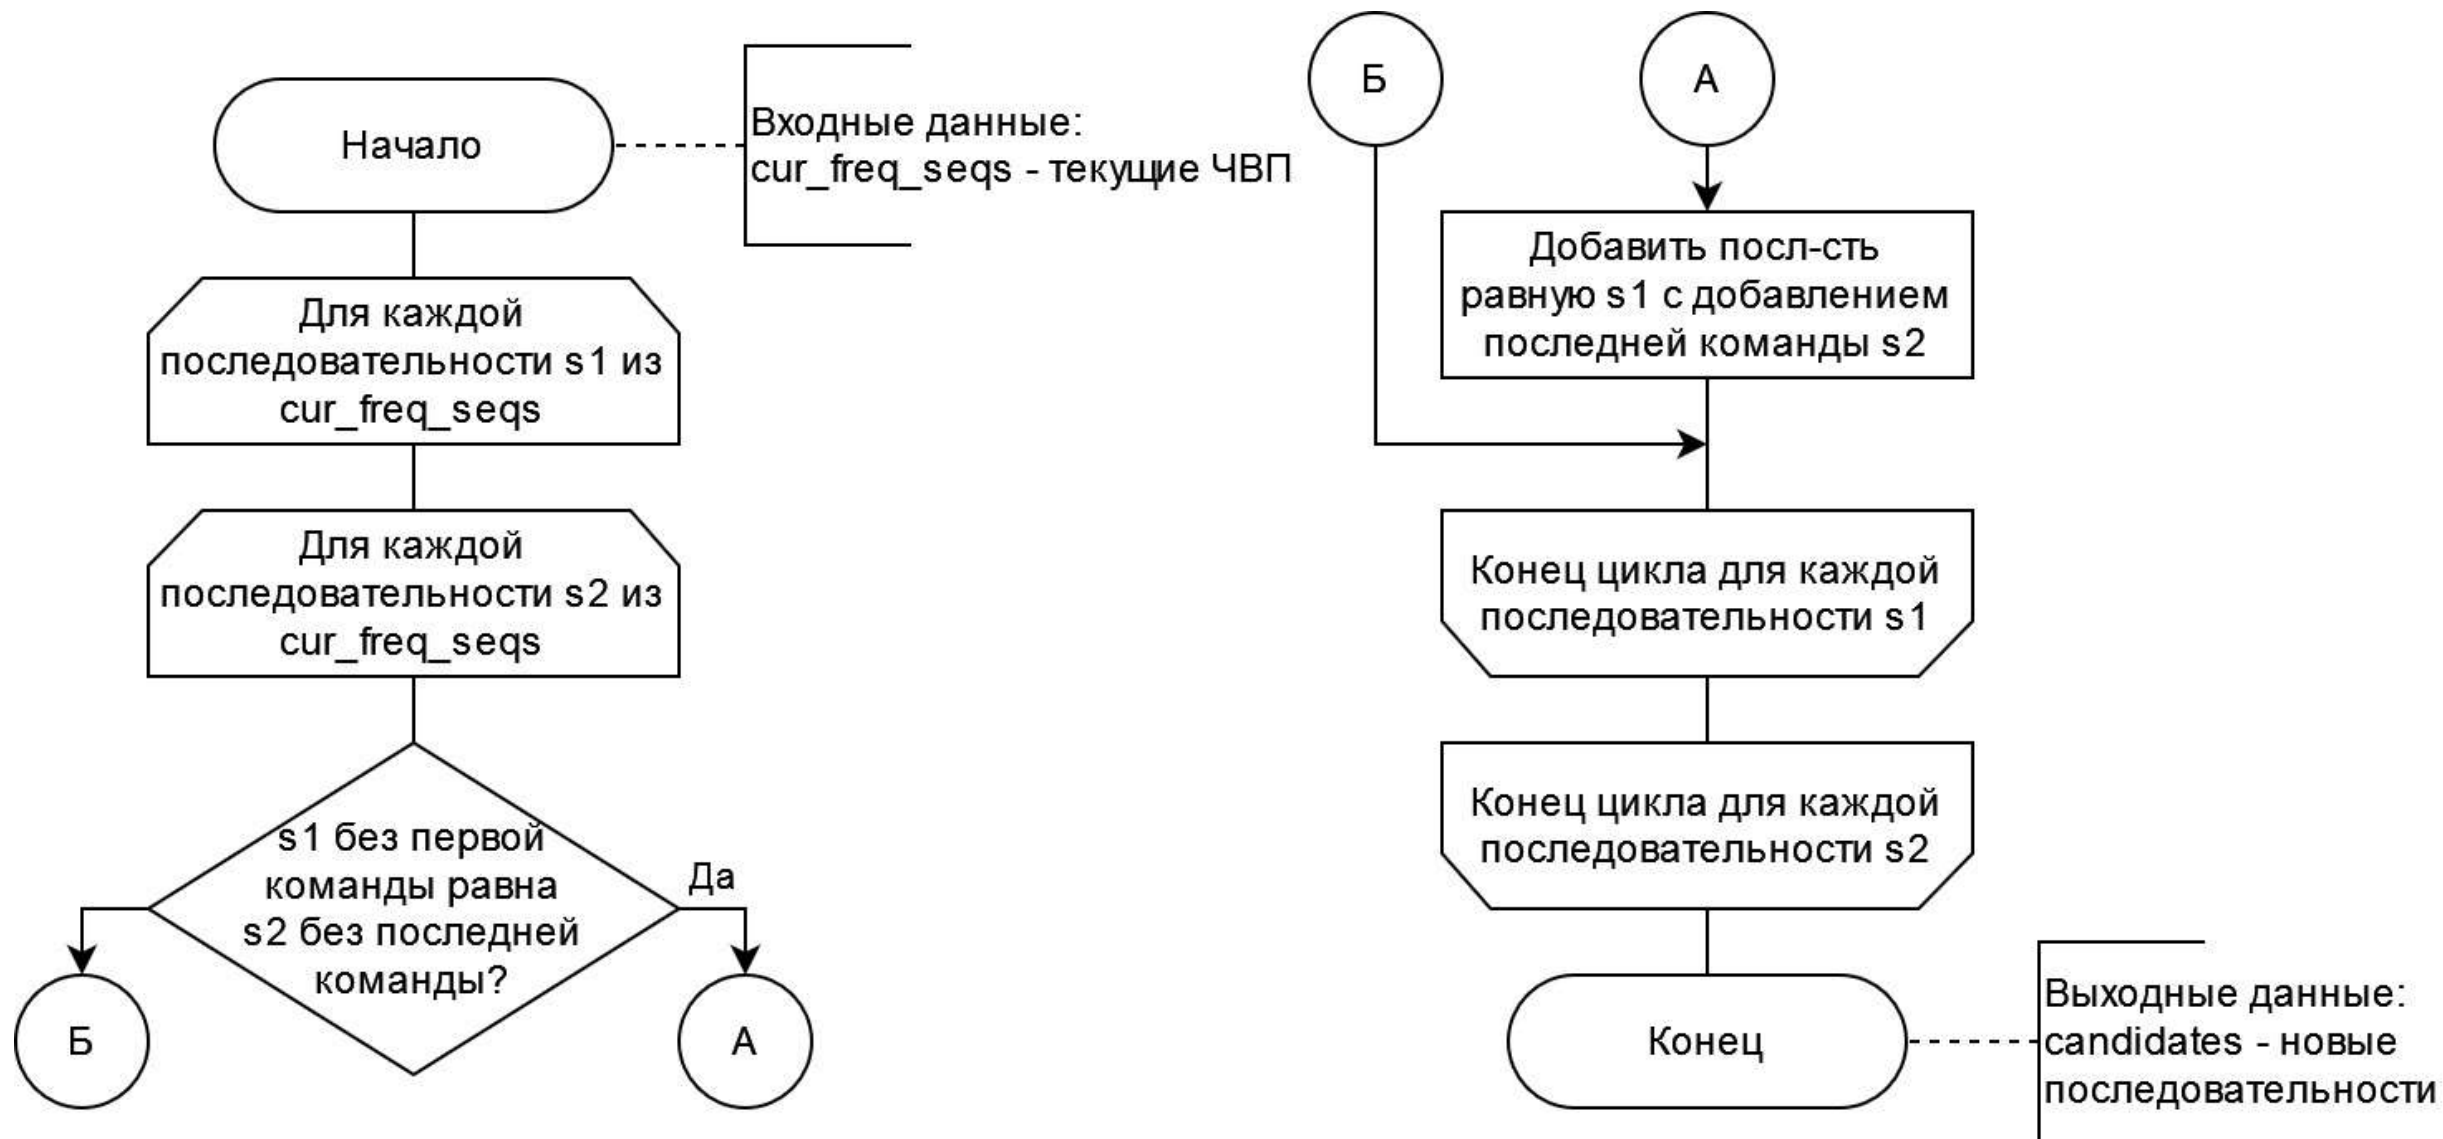 Начало
Входные данные:
cur_freq_seqs - текущие ЧВП
Для каждой
последовательности s1 из
cur_freq_seqs
Для каждой
последовательности s2 из
cur_freq_seqs
s1 без первой
команды равна
s2 без последней
команды?
Да
Б
А
Б
А
Добавить посл-сть
равную s1 с добавлением
последней команды s2
Конец цикла для каждой
последовательности s1
Конец цикла для каждой
последовательности s2
Конец
Выходные данные:
candidates - новые
последовательности